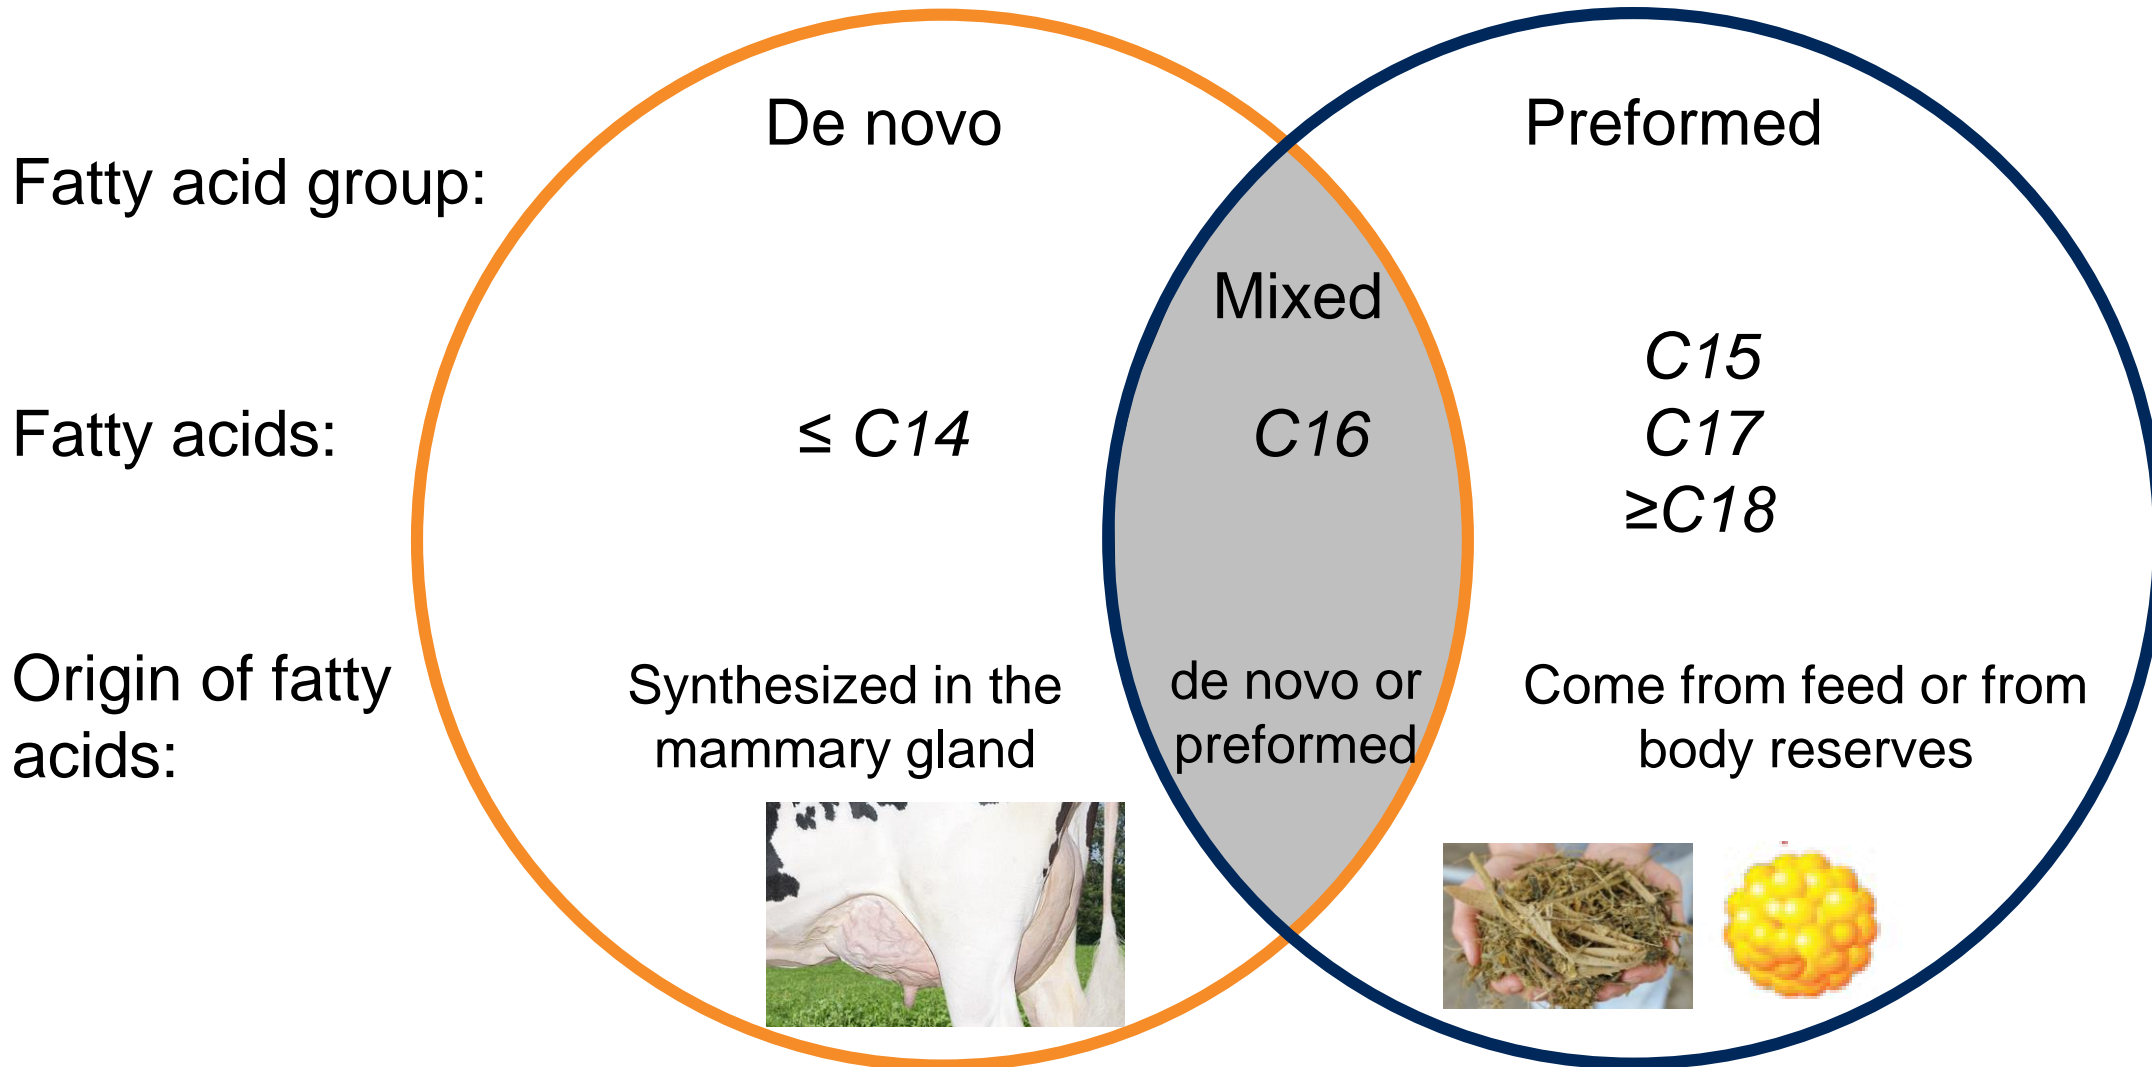 De novo
Preformed
Fatty acid group:
Mixed
C15
Fatty acids:
≤ C14
C16
C17
≥C18
Origin of fatty
acids:
Synthesized in the
mammary gland
de novo or
preformed
Come from feed or from
body reserves